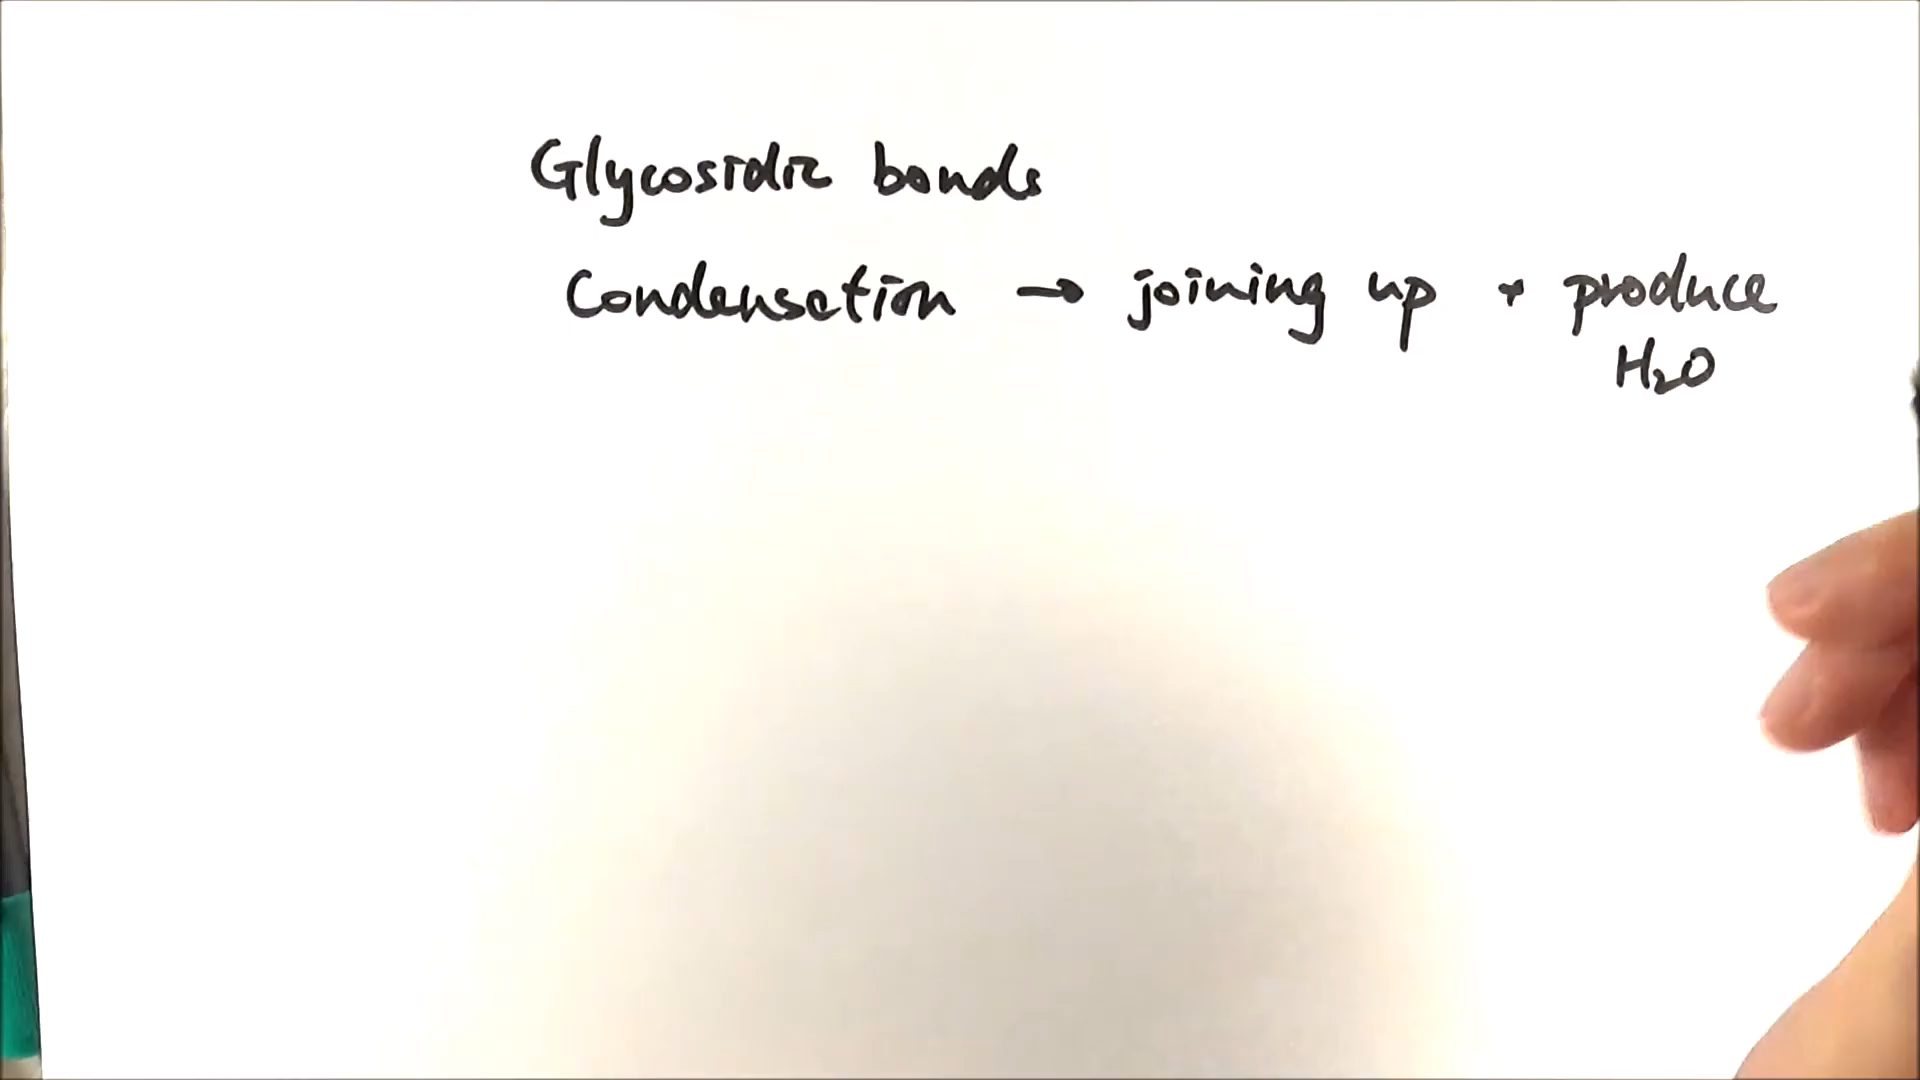 Glycosidic bonds
Condensation → joining up + produce
H₂O